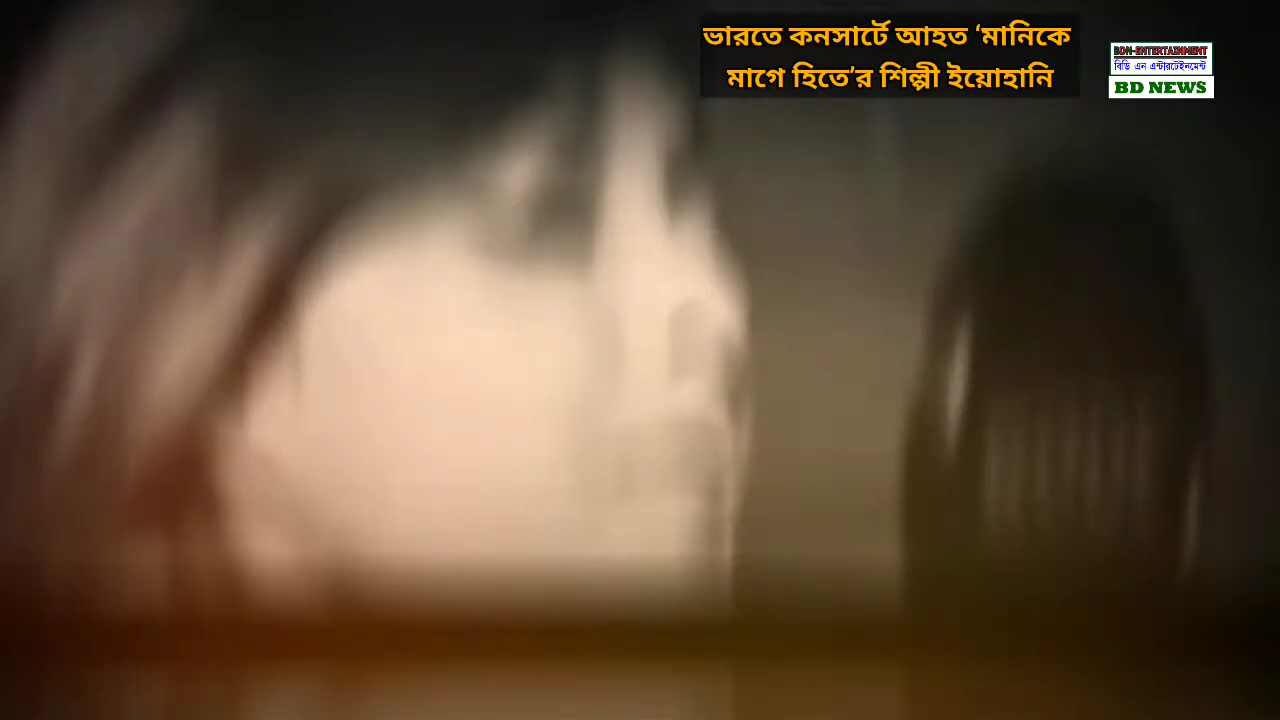 ভারতে কনসার্টে আহত ‘মানিকে
মাগে হিতে’র শিল্পী ইয়োহানি
BDN-ENTERTAINMENT
বিডি এন এন্টারটেইনমেন্ট
BD NEWS